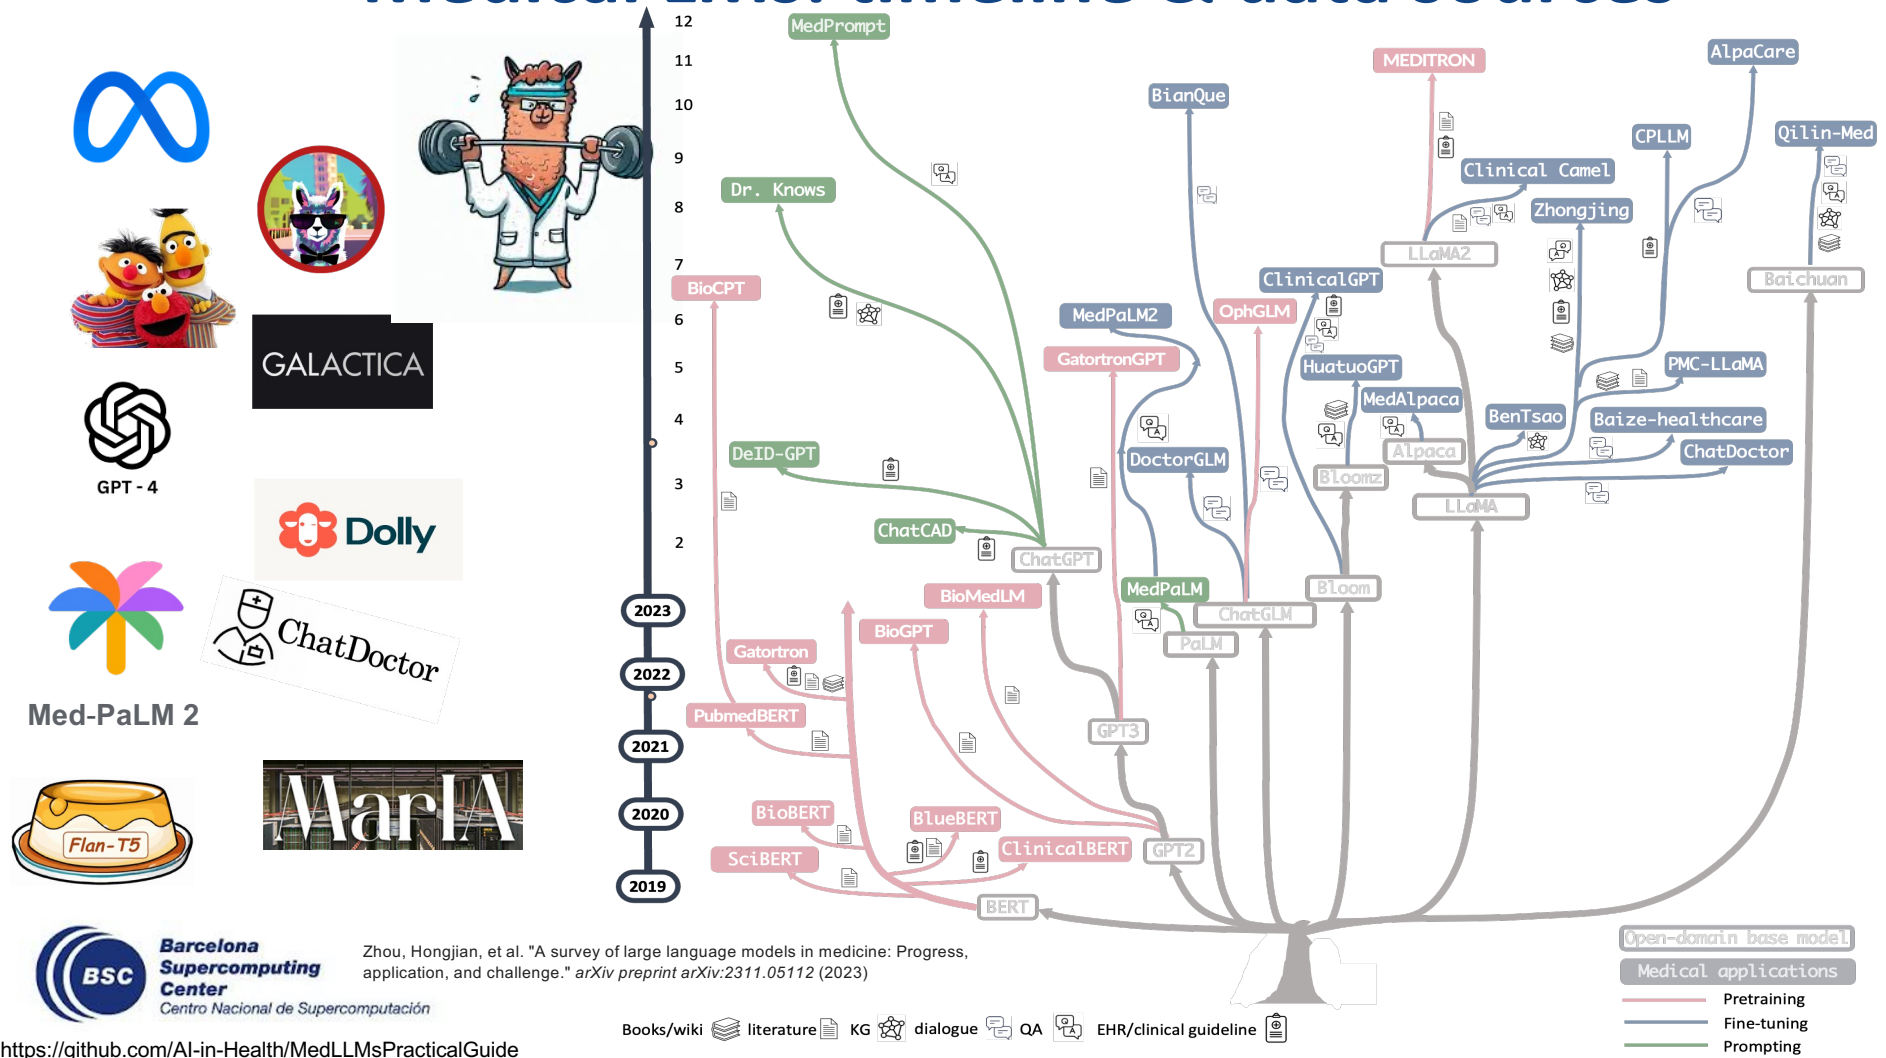 Medical LMs: timeline & data sources
12
11
10
9
8
7
6
5
4
3
2
2023
2022
2021
2020
2019
GALACTICA
GPT - 4
Dolly
ChatDoctor
Med-PaLM 2
Flan-T5
MarIA
MedPrompt
Dr. Knows
BioCPT
DeID-GPT
ChatCAD
ChatGPT
BioMedLM
BioGPT
Gatortron
PubmedBERT
BioBERT
BlueBERT
SciBERT
ClinicalBERT
BERT
GPT2
GPT3
BianQue
MedPaLM2
GatortronGPT
DoctorGLM
MedPaLM
PaLM
ChatGLM
OphGLM
ClinicalGPT
HuatuoGPT
MedAlpaca
Alpaca
Bloomz
Bloom
MEDITRON
Clinical Camel
LLaMA2
Zhongjing
CPLLM
AlpaCare
Qilin-Med
Baichuan
PMC-LLaMA
BenTsao
Baize-healthcare
ChatDoctor
LLaMA
BSC
Barcelona
Supercomputing
Center
Centro Nacional de Supercomputación
Zhou, Hongjian, et al. "A survey of large language models in medicine: Progress,
application, and challenge." arXiv preprint arXiv:2311.05112 (2023)
Open-domain base model
Medical applications
Pretraining
Fine-tuning
Prompting
Books/wiki literature KG dialogue QA EHR/clinical guideline
https://github.com/AI-in-Health/MedLLMsPracticalGuide